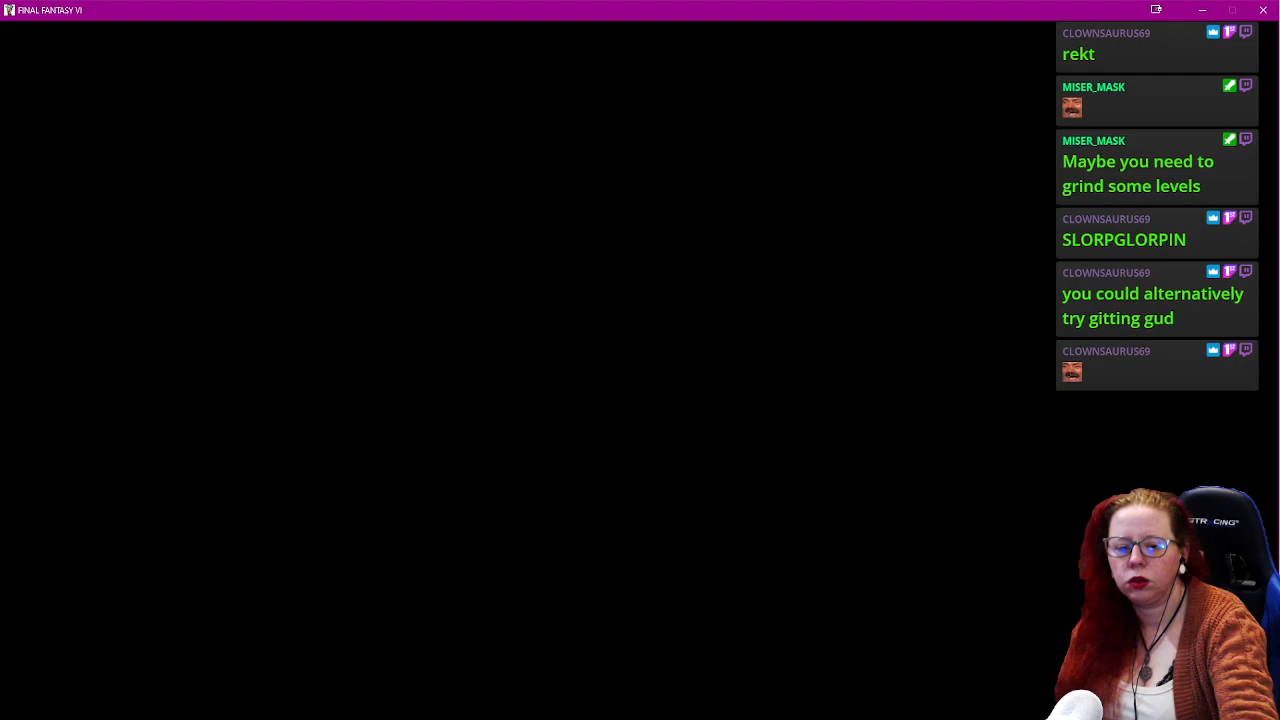 FINAL FANTASY VI
CLOWNSAURUS69
rekt
MISER_MASK
MISER_MASK
Maybe you need to
grind some levels
CLOWNSAURUS69
SLORPGLORPIN
CLOWNSAURUS69
you could alternatively
try gitting gud
CLOWNSAURUS69